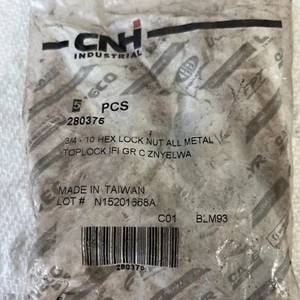 CNH
INDUSTRIAL
5 PCS
280375
3/4 - 10 HEX LOCK NUT ALL METAL
TOPLOCK IFI GR C ZNYELWA
MADE IN TAIWAN
LOT # N15201668A
C01 BLM93
280375